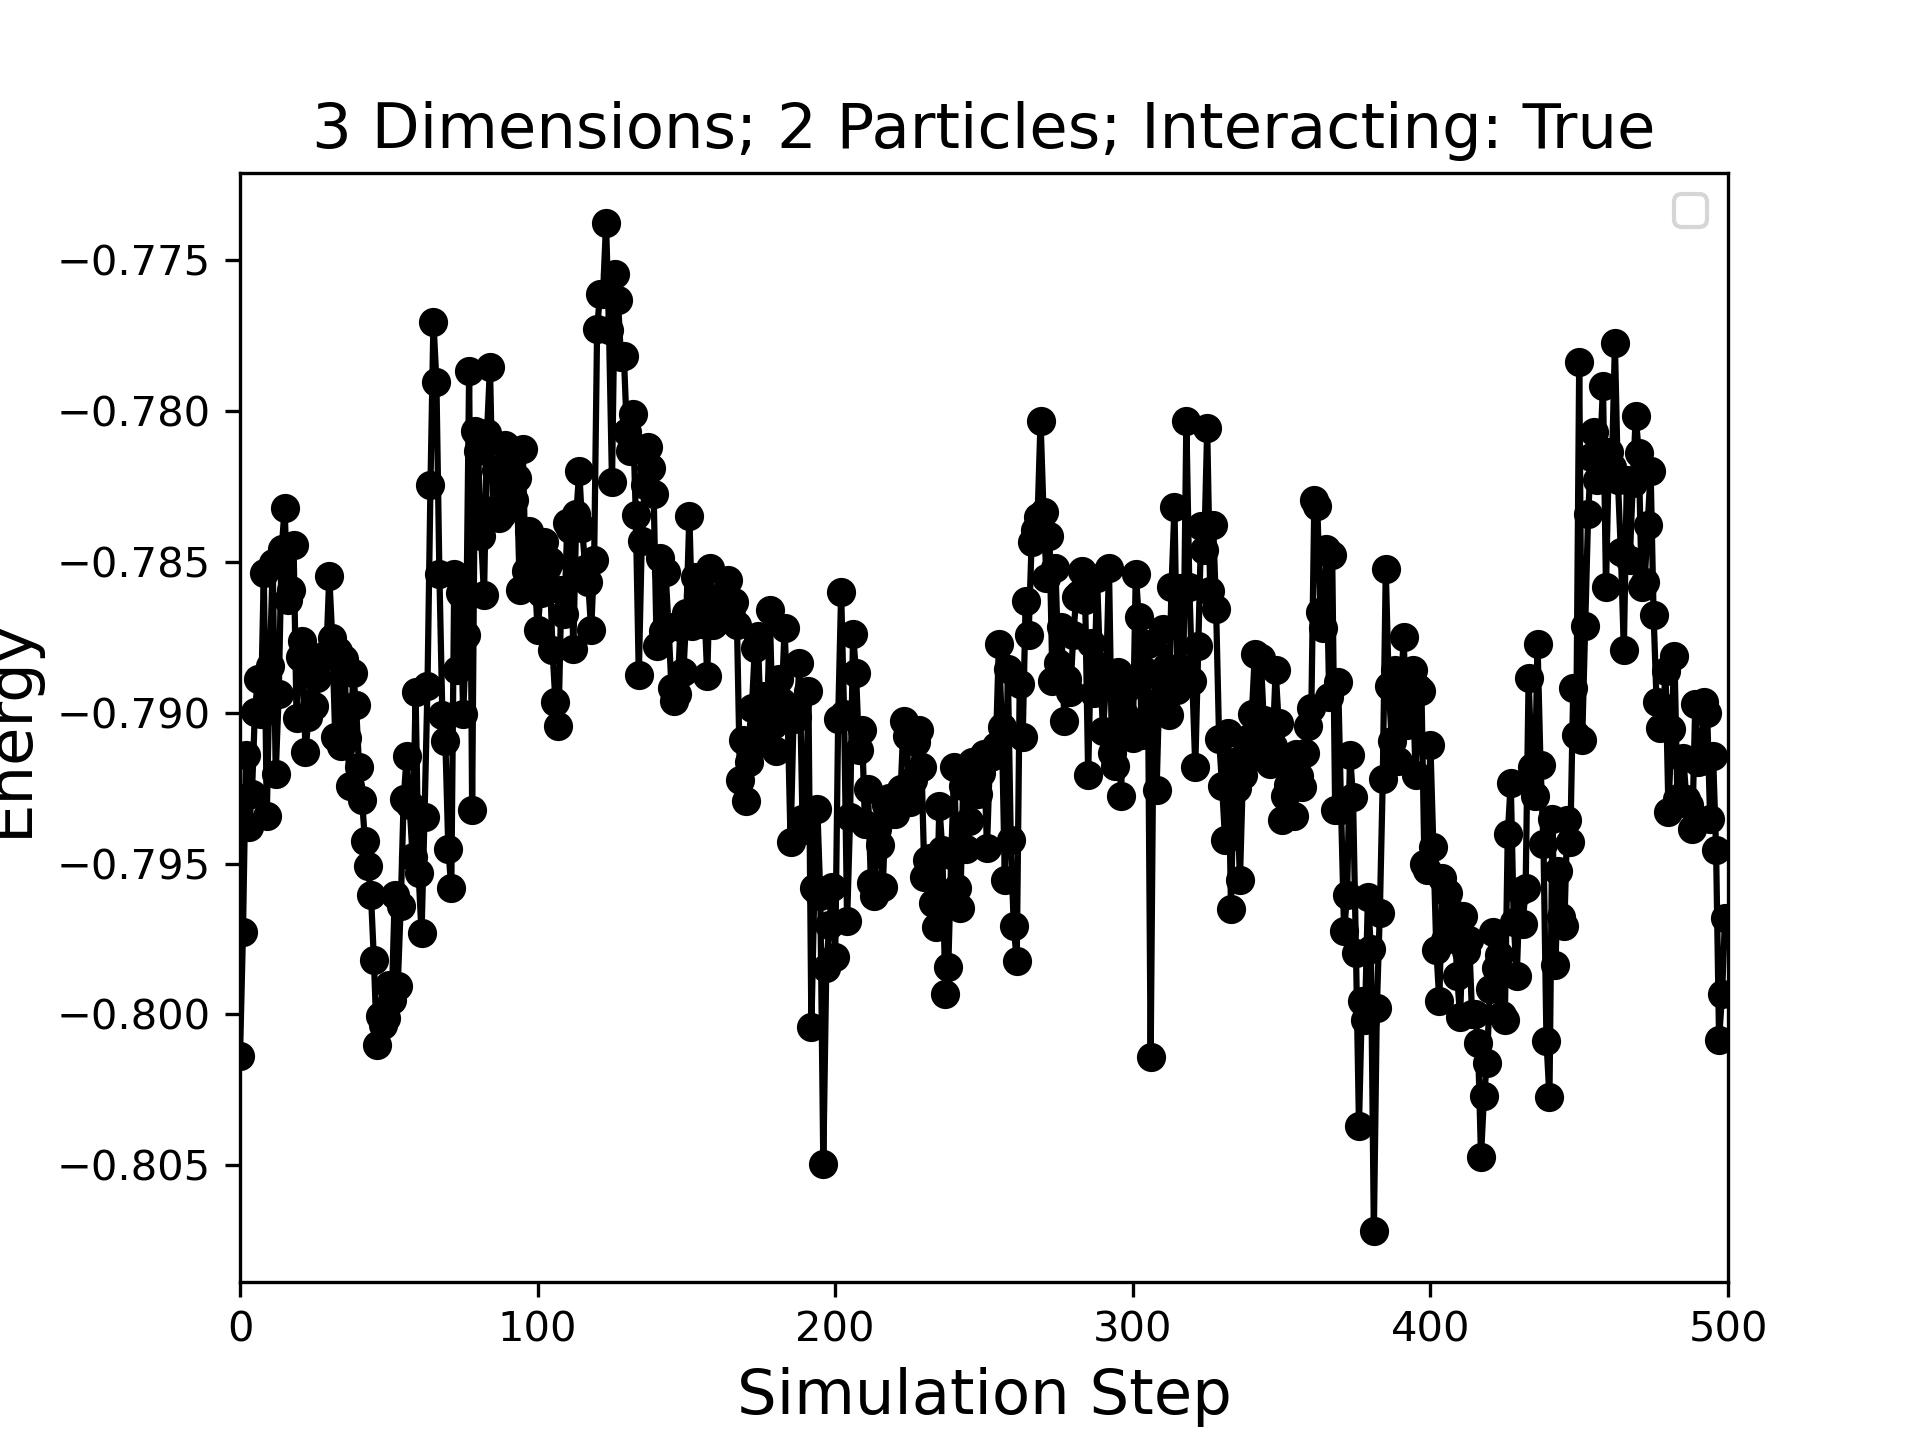 3 Dimensions; 2 Particles; Interacting: True
−0.775
−0.780
−0.785
−0.790
−0.795
−0.800
−0.805
Energy
0 100 200 300 400 500
Simulation Step